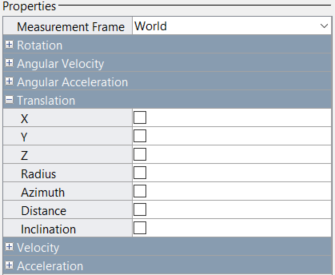 Properties
Measurement Frame World
Rotation
Angular Velocity
Angular Acceleration
Translation
X
Y
Z
Radius
Azimuth
Distance
Inclination
Velocity
Acceleration